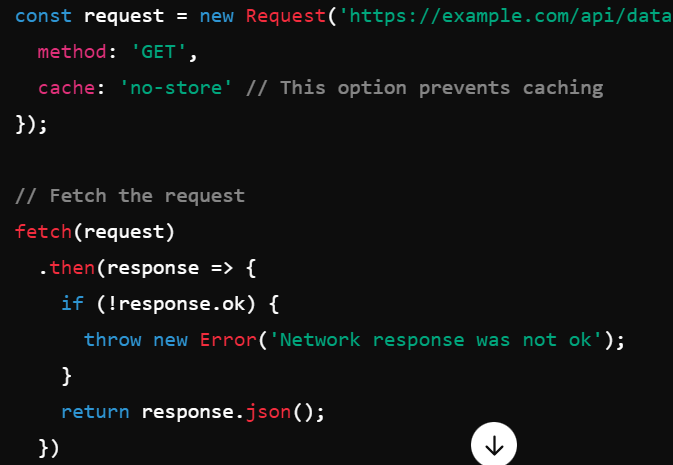 const request = new Request('https://example.com/api/data
  method: 'GET',
  cache: 'no-store' // This option prevents caching
});

// Fetch the request
fetch(request)
  .then(response => {
    if (!response.ok) {
      throw new Error('Network response was not ok');
    }
    return response.json();
  })